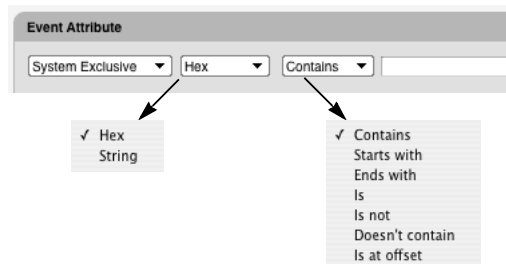 Event Attribute
System Exclusive Hex Contains
✓ Hex
String
✓ Contains
Starts with
Ends with
Is
Is not
Doesn't contain
Is at offset